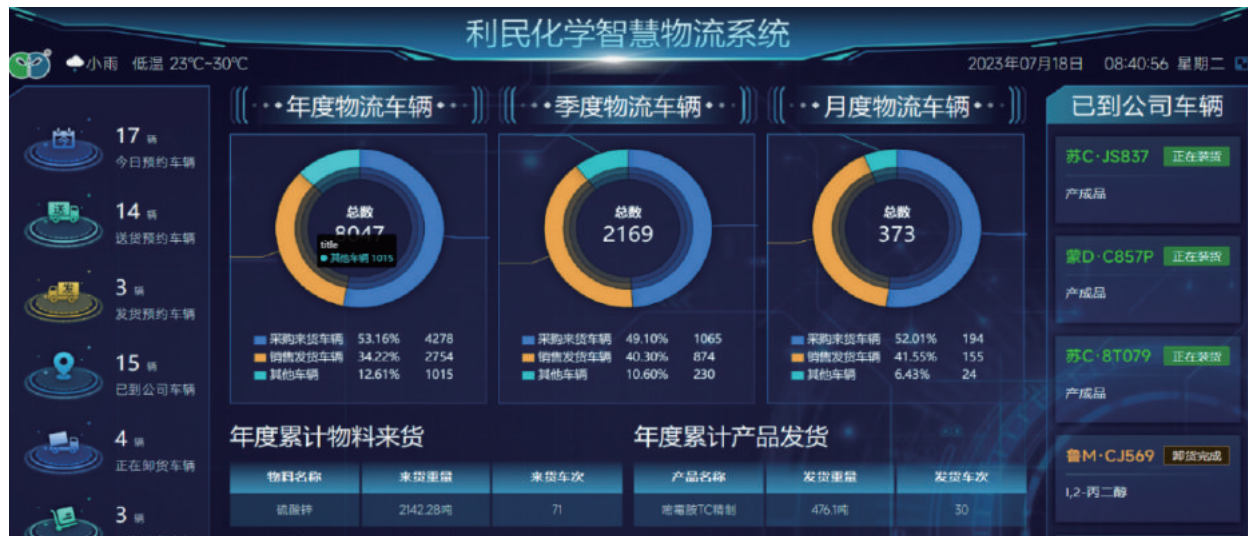 利民化学智慧物流系统
小雨 低温 23℃~30℃
2023年07月18日 08:40:56 星期二
17 辆
今日预约车辆
14 辆
送
送货预约车辆
3 辆
发
发货预约车辆
15 辆
已到公司车辆
4 辆
正在卸货车辆
3 辆
年度物流车辆
总数
8047
title
其他车辆 1015
采购来货车辆 53.16% 4278
销售发货车辆 34.22% 2754
其他车辆 12.61% 1015
季度物流车辆
总数
2169
采购来货车辆 49.10% 1065
销售发货车辆 40.30% 874
其他车辆 10.60% 230
月度物流车辆
总数
373
采购来货车辆 52.01% 194
销售发货车辆 41.55% 155
其他车辆 6.43% 24
年度累计物料来货
物料名称 来货重量 来货车次
硫酸锌 2142.28吨 71
年度累计产品发货
产品名称 发货重量 发货车次
嘧霉胺TC精制 476.1吨 30
已到公司车辆
苏C·JS837 正在装货
产成品
蒙D·C857P 正在装货
产成品
苏C·8T079 正在装货
产成品
鲁M·CJ569 卸货完成
1,2-丙二醇